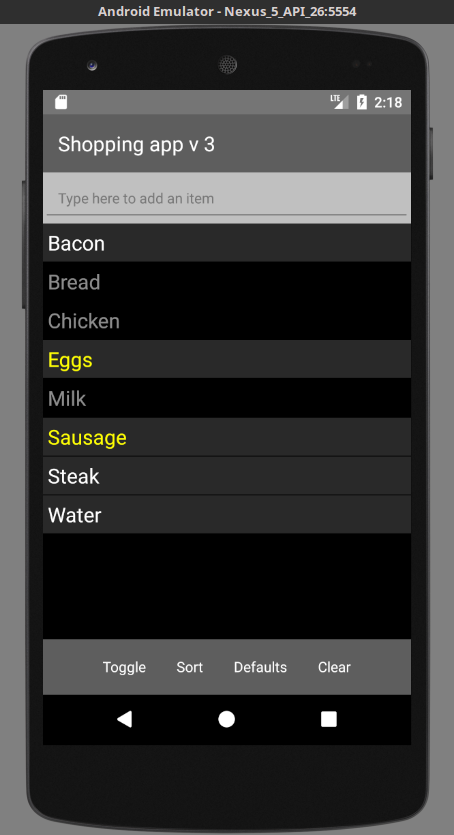 Android Emulator - Nexus_5_API_26:5554
LTE 2:18
Shopping app v 3
Type here to add an item
Bacon
Bread
Chicken
Eggs
Milk
Sausage
Steak
Water
Toggle Sort Defaults Clear